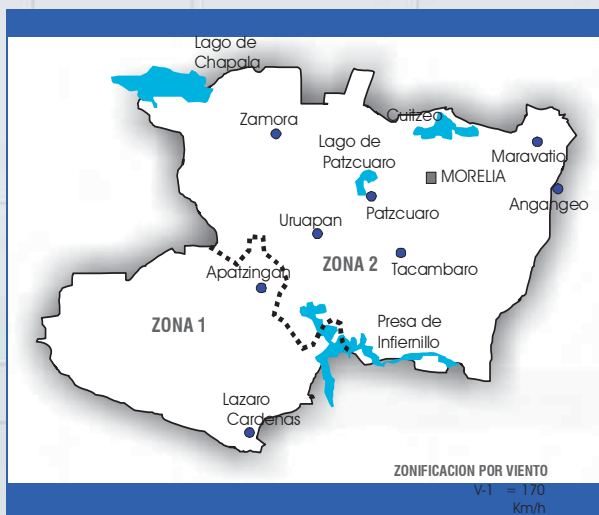 Lago de
Chapala
Zamora
Cuitzeo
Lago de
Patzcuaro
Maravatio
MORELIA
Angangeo
Patzcuaro
Uruapan
ZONA 2
Tacambaro
Apatzingan
ZONA 1
Presa de
Infiernillo
Lazaro
Cardenas
ZONIFICACION POR VIENTO
V-1 = 170
Km/h